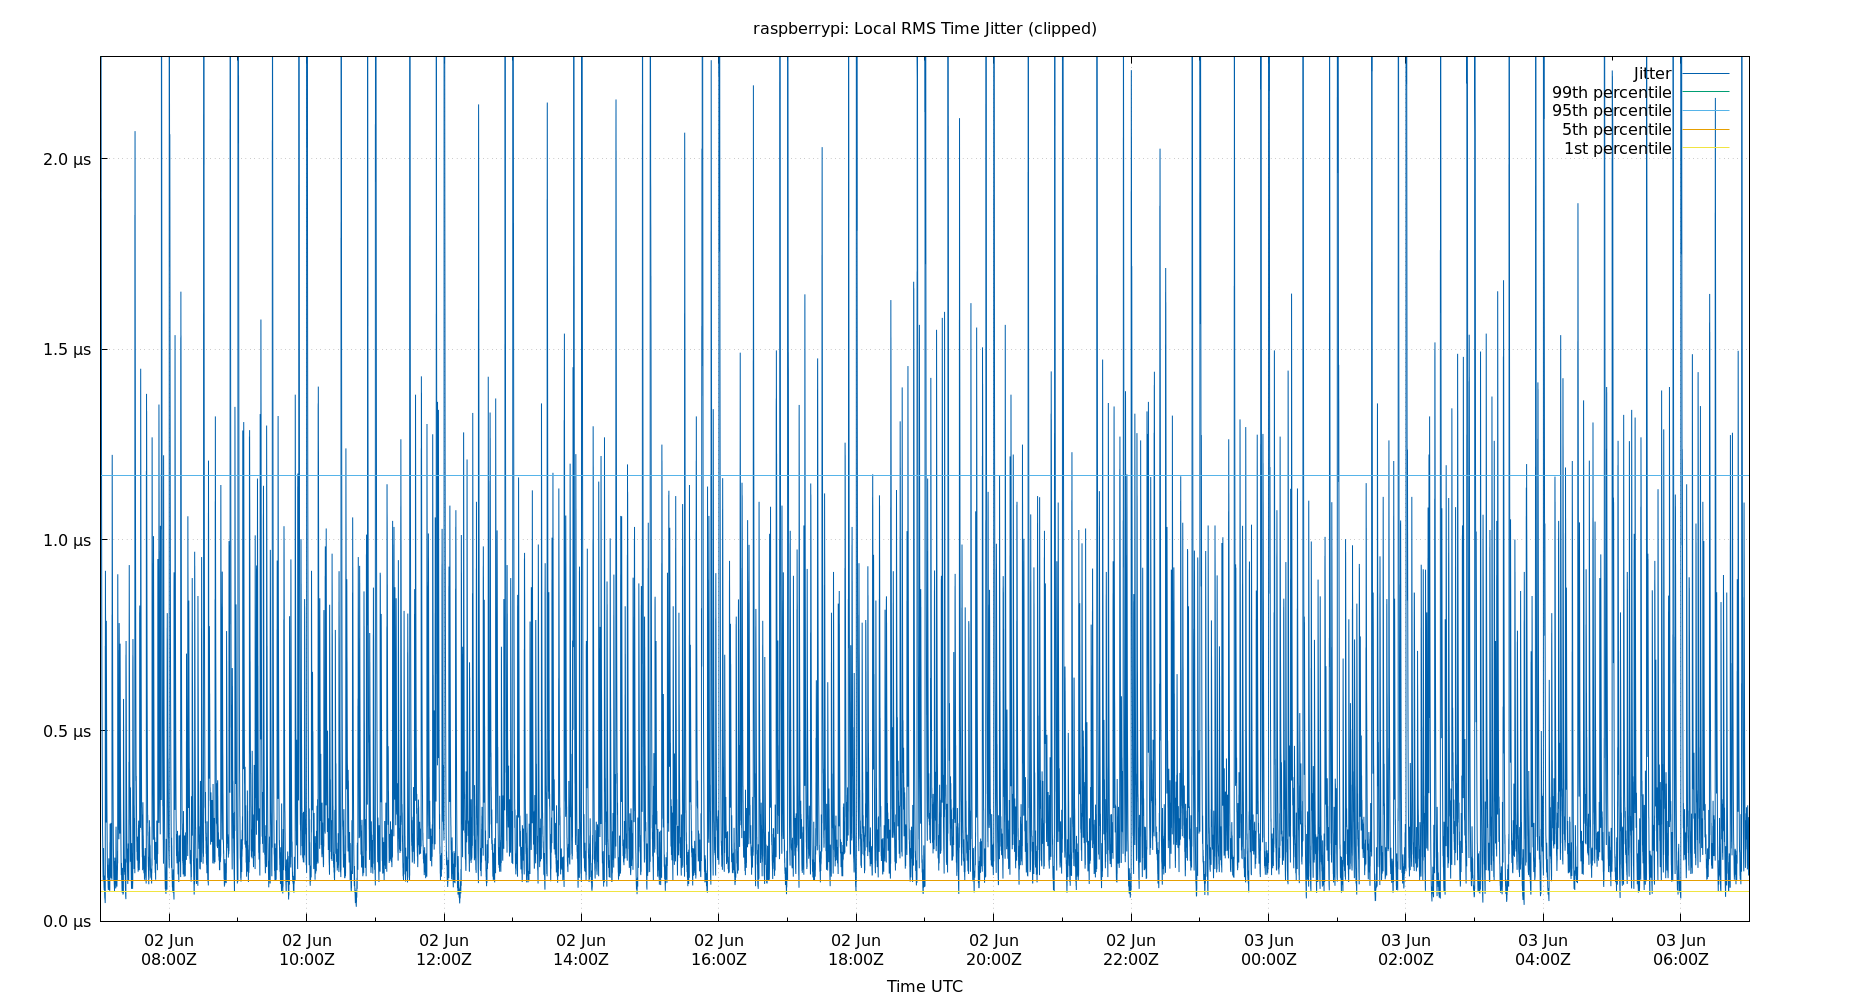 raspberrypi: Local RMS Time Jitter (clipped)
Jitter
99th percentile
95th percentile
5th percentile
1st percentile
2.0 μs
1.5 μs
1.0 μs
0.5 μs
0.0 μs
02 Jun 02 Jun 02 Jun 02 Jun 02 Jun 02 Jun 02 Jun 02 Jun 03 Jun 03 Jun 03 Jun 03 Jun
08:00Z 10:00Z 12:00Z 14:00Z 16:00Z 18:00Z 20:00Z 22:00Z 00:00Z 02:00Z 04:00Z 06:00Z
Time UTC